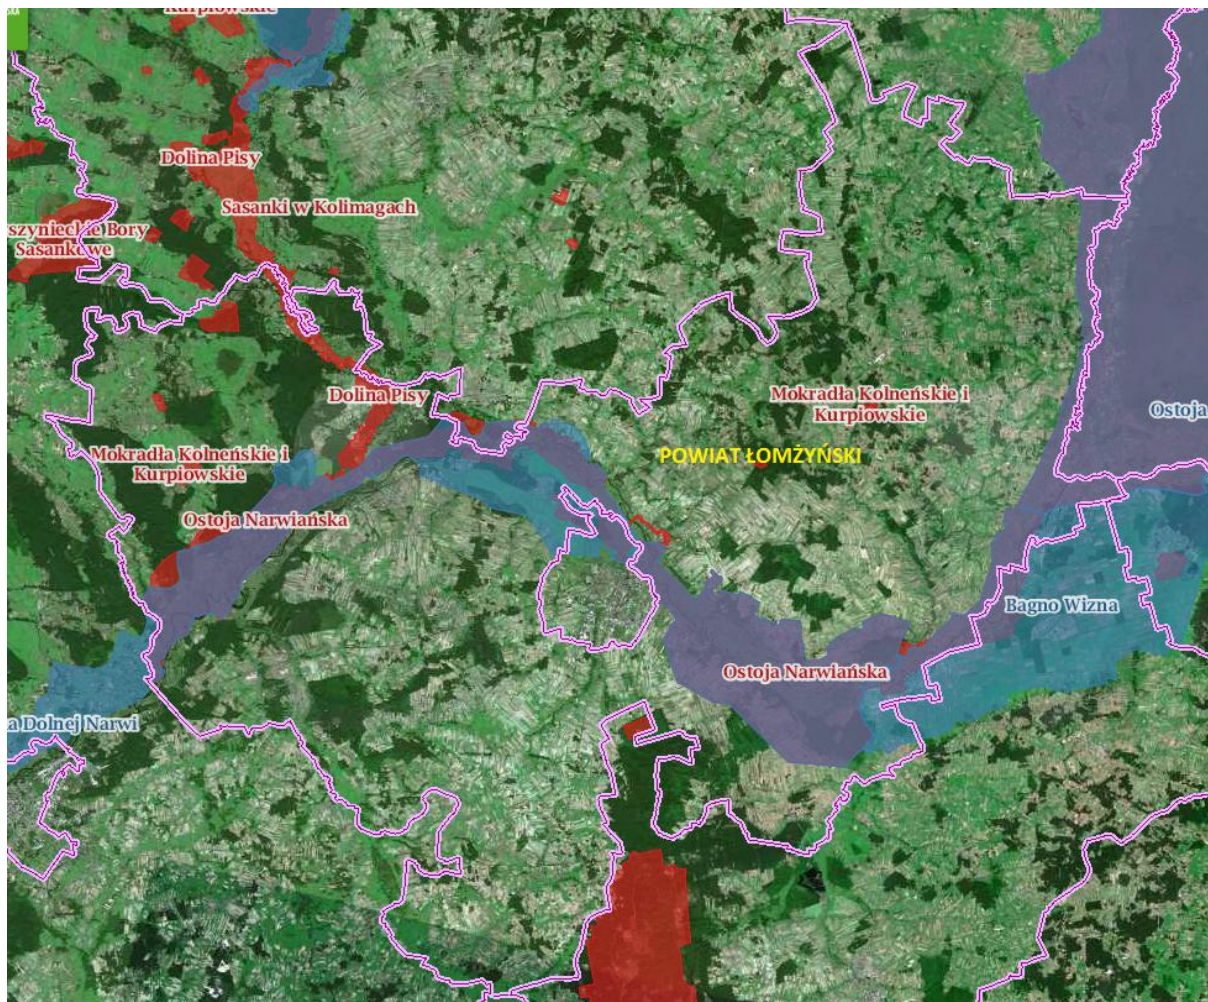 Kurpiowskie
Dolina Pisy
Sasanki w Kolimagach
szynieckie Bory
Sasankowe
Dolina Pisy
Mokradła Kolneńskie i
Kurpiowskie
Ostoja
POWIAT ŁOMŻYŃSKI
Mokradła Kolneńskie i
Kurpiowskie
Ostoja Narwiańska
Bagno Wizna
Ostoja Narwiańska
a Dolnej Narwi